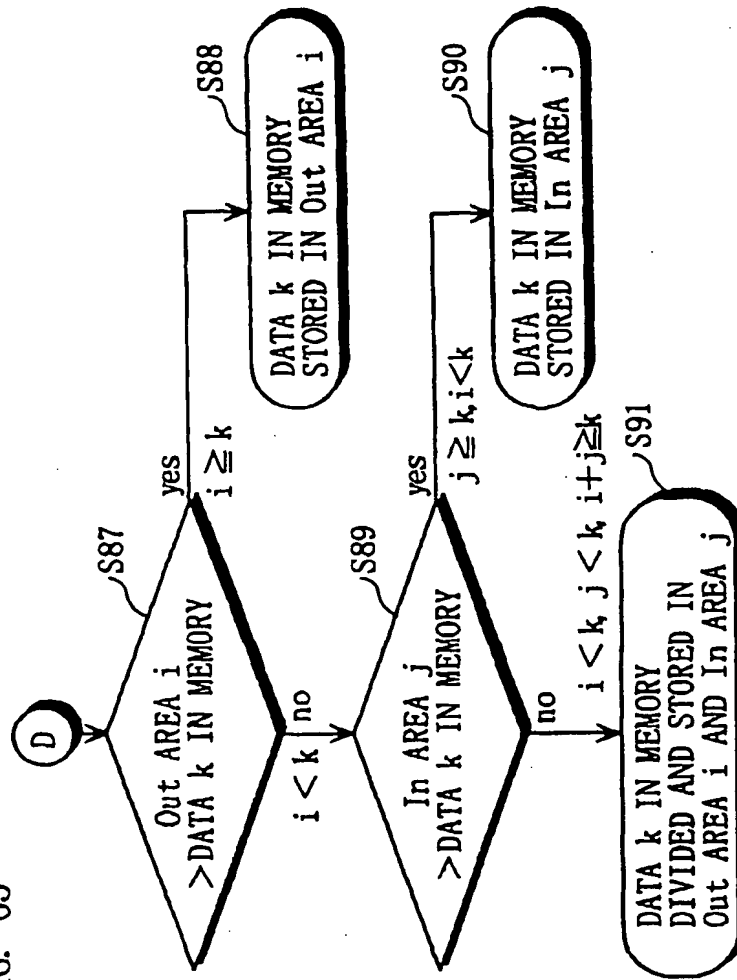 D
S87
Out AREA i
>DATA k IN MEMORY
yes
i ≧ k
S88
DATA k IN MEMORY
STORED IN Out AREA i
no
i < k
S89
In AREA j
>DATA k IN MEMORY
yes
j ≧ k, i < k
S90
DATA k IN MEMORY
STORED IN In AREA j
no
i < k, j < k, i+j≧k
S91
DATA k IN MEMORY
DIVIDED AND STORED IN
Out AREA i AND In AREA j